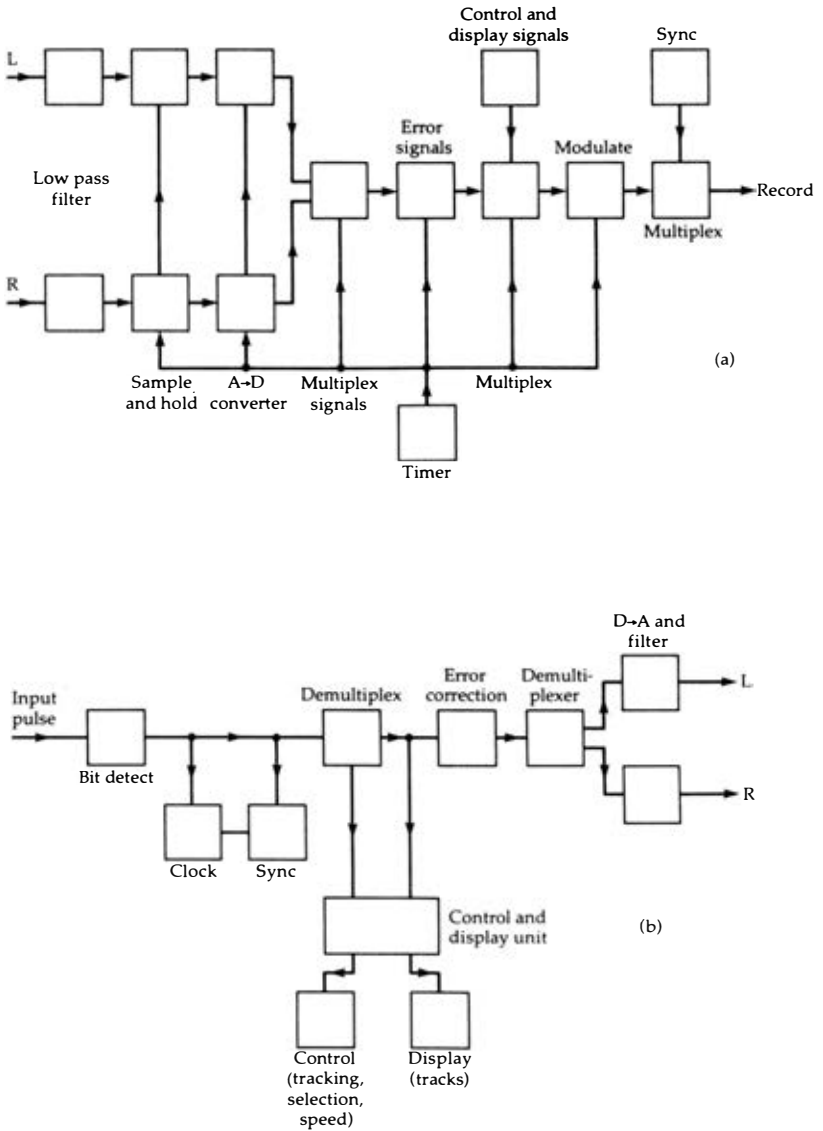 Control and
display signals
Sync
L
Error
signals
Modulate
Low pass
filter
Record
Multiplex
R
(a)
Sample
and hold
A→D
converter
Multiplex
signals
Multiplex
Timer
D→A and
filter
Input
pulse
Demultiplex
Error
correction
Demulti-
plexer
L
Bit detect
R
Clock
Sync
Control and
display unit
(b)
Control
(tracking,
selection,
speed)
Display
(tracks)